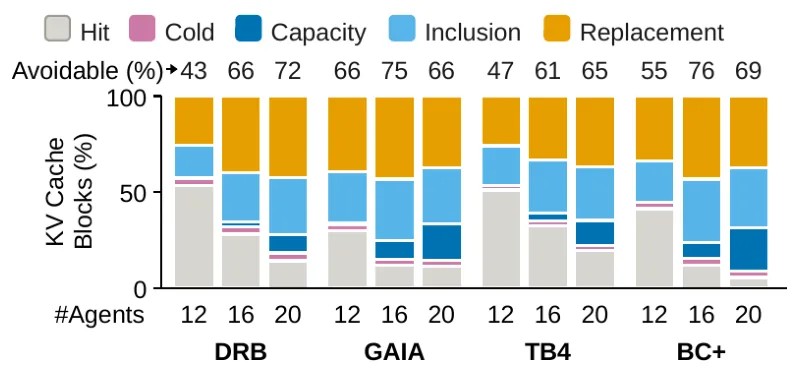 Hit Cold Capacity Inclusion Replacement
Avoidable (%)→43 66 72 66 75 66 47 61 65 55 76 69
100
50
0
KV Cache
Blocks (%)
#Agents 12 16 20 12 16 20 12 16 20 12 16 20
DRB GAIA TB4 BC+